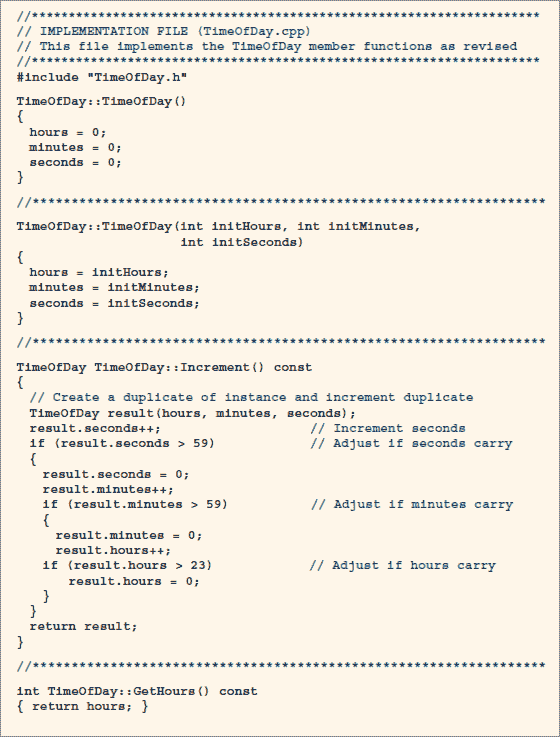 //*****************************************************************
// IMPLEMENTATION FILE (TimeOfDay.cpp)
// This file implements the TimeOfDay member functions as revised
//*****************************************************************
#include "TimeOfDay.h"
TimeOfDay::TimeOfDay()
{
  hours = 0;
  minutes = 0;
  seconds = 0;
}
//******************************************************************
TimeOfDay::TimeOfDay(int initHours, int initMinutes,
                     int initSeconds)
{
  hours = initHours;
  minutes = initMinutes;
  seconds = initSeconds;
}
//******************************************************************
TimeOfDay TimeOfDay::Increment() const
{
  // Create a duplicate of instance and increment duplicate
  TimeOfDay result(hours, minutes, seconds);
  result.seconds++;                  // Increment seconds
  if (result.seconds > 59)           // Adjust if seconds carry
  {
    result.seconds = 0;
    result.minutes++;
    if (result.minutes > 59)         // Adjust if minutes carry
    {
      result.minutes = 0;
      result.hours++;
    if (result.hours > 23)           // Adjust if hours carry
        result.hours = 0;
    }
  }
  return result;
}
//******************************************************************
int TimeOfDay::GetHours() const
{ return hours; }